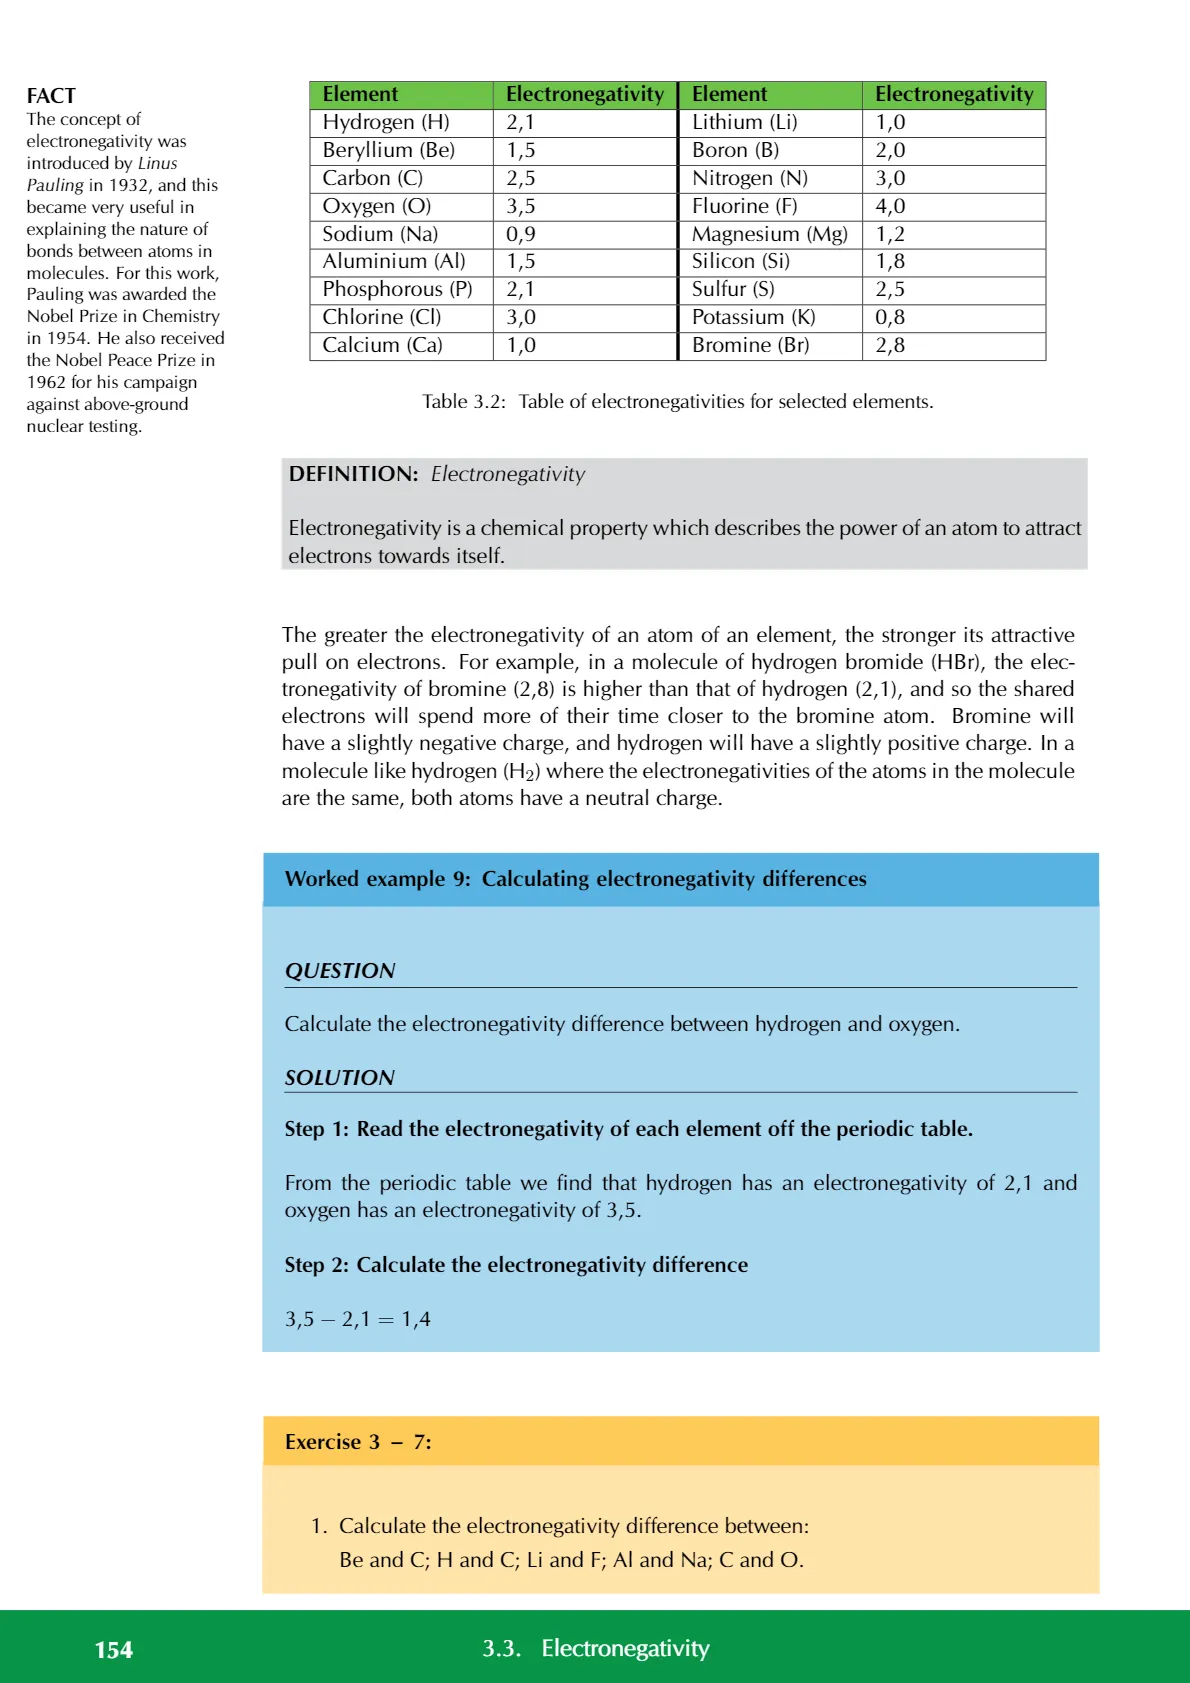 FACT
The concept of
electronegativity was
introduced by Linus
Pauling in 1932, and this
became very useful in
explaining the nature of
bonds between atoms in
molecules. For this work,
Pauling was awarded the
Nobel Prize in Chemistry
in 1954. He also received
the Nobel Peace Prize in
1962 for his campaign
against above-ground
nuclear testing.
Element Electronegativity Element Electronegativity
Hydrogen (H) 2,1 Lithium (Li) 1,0
Beryllium (Be) 1,5 Boron (B) 2,0
Carbon (C) 2,5 Nitrogen (N) 3,0
Oxygen (O) 3,5 Fluorine (F) 4,0
Sodium (Na) 0,9 Magnesium (Mg) 1,2
Aluminium (Al) 1,5 Silicon (Si) 1,8
Phosphorous (P) 2,1 Sulfur (S) 2,5
Chlorine (Cl) 3,0 Potassium (K) 0,8
Calcium (Ca) 1,0 Bromine (Br) 2,8
Table 3.2: Table of electronegativities for selected elements.
DEFINITION: Electronegativity
Electronegativity is a chemical property which describes the power of an atom to attract
electrons towards itself.
The greater the electronegativity of an atom of an element, the stronger its attractive
pull on electrons. For example, in a molecule of hydrogen bromide (HBr), the elec-
tronegativity of bromine (2,8) is higher than that of hydrogen (2,1), and so the shared
electrons will spend more of their time closer to the bromine atom. Bromine will
have a slightly negative charge, and hydrogen will have a slightly positive charge. In a
molecule like hydrogen (H₂) where the electronegativities of the atoms in the molecule
are the same, both atoms have a neutral charge.
Worked example 9: Calculating electronegativity differences
QUESTION
Calculate the electronegativity difference between hydrogen and oxygen.
SOLUTION
Step 1: Read the electronegativity of each element off the periodic table.
From the periodic table we find that hydrogen has an electronegativity of 2,1 and
oxygen has an electronegativity of 3,5.
Step 2: Calculate the electronegativity difference
3,5 − 2,1 = 1,4
Exercise 3 – 7:
1. Calculate the electronegativity difference between:
Be and C; H and C; Li and F; Al and Na; C and O.
154 3.3. Electronegativity